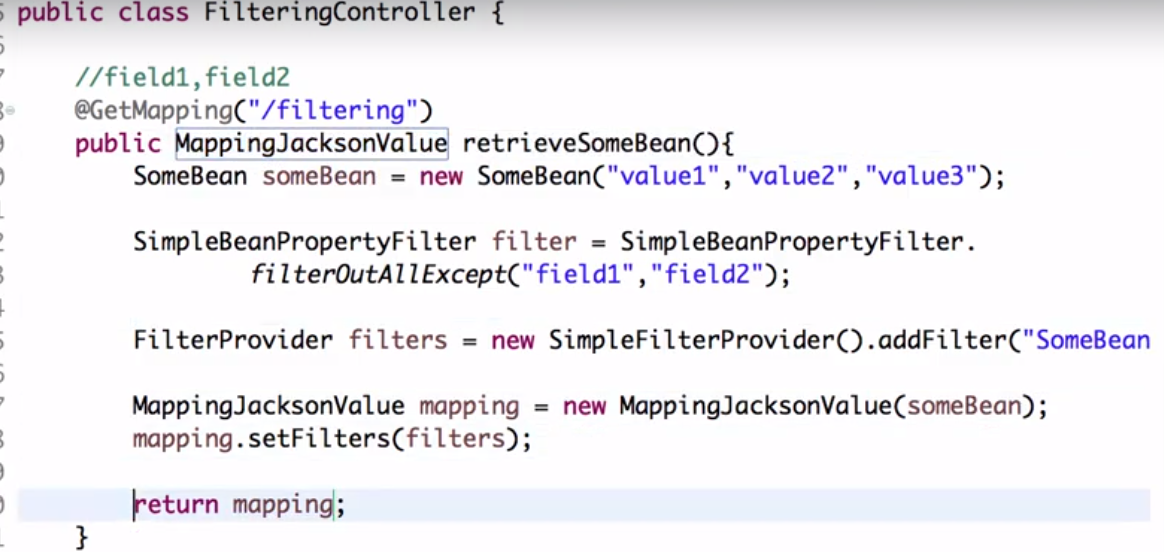 public class FilteringController {
//field1,field2
@GetMapping("/filtering")
public MappingJacksonValue retrieveSomeBean(){
SomeBean someBean = new SomeBean("value1","value2","value3");
SimpleBeanPropertyFilter filter = SimpleBeanPropertyFilter.
filterOutAllExcept("field1","field2");
FilterProvider filters = new SimpleFilterProvider().addFilter("SomeBean
MappingJacksonValue mapping = new MappingJacksonValue(someBean);
mapping.setFilters(filters);
return mapping;
}